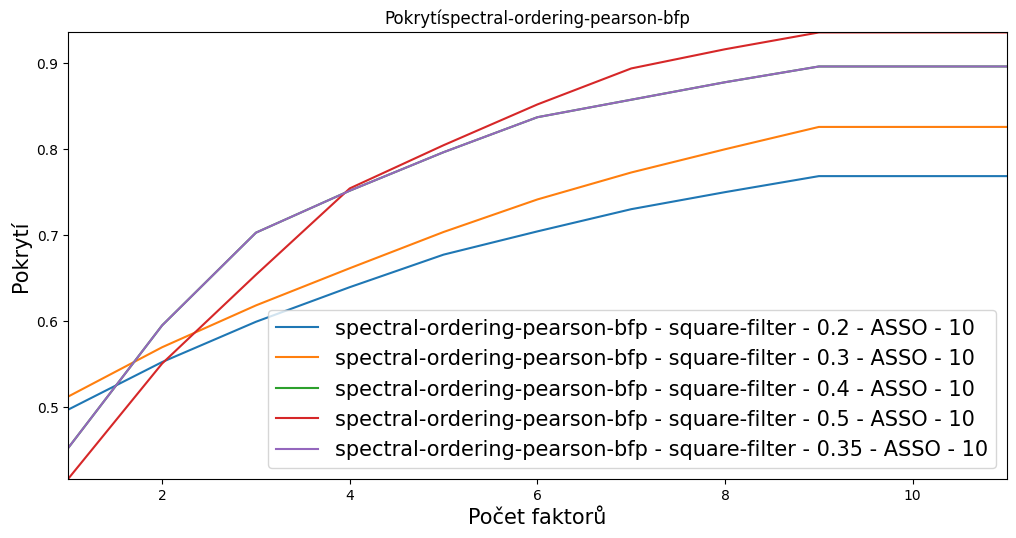 Pokrytíspectral-ordering-pearson-bfp
0.9
0.8
0.7
0.6
0.5
Pokrytí
spectral-ordering-pearson-bfp - square-filter - 0.2 - ASSO - 10
spectral-ordering-pearson-bfp - square-filter - 0.3 - ASSO - 10
spectral-ordering-pearson-bfp - square-filter - 0.4 - ASSO - 10
spectral-ordering-pearson-bfp - square-filter - 0.5 - ASSO - 10
spectral-ordering-pearson-bfp - square-filter - 0.35 - ASSO - 10
2 4 6 8 10
Počet faktorů